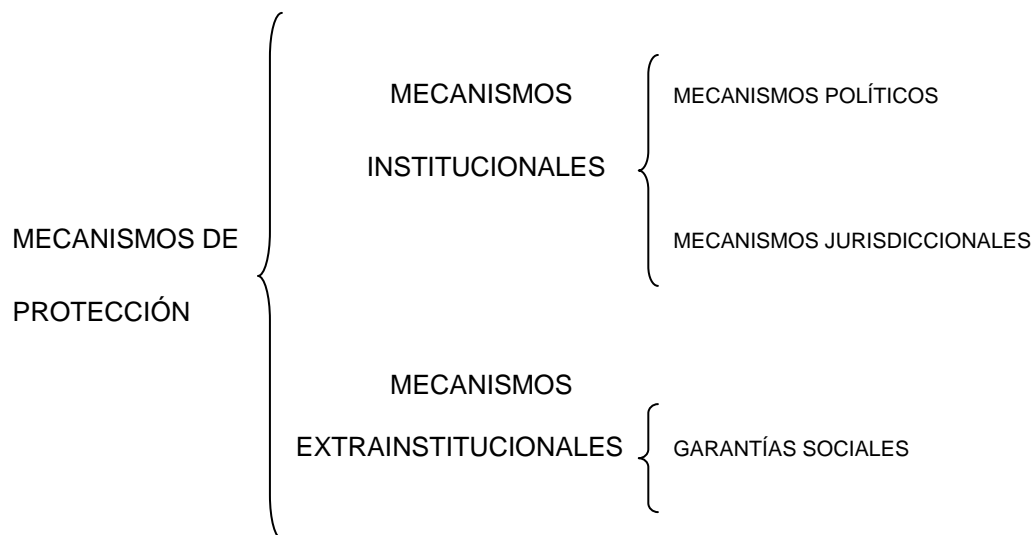 MECANISMOS DE
PROTECCIÓN
MECANISMOS
INSTITUCIONALES
MECANISMOS POLÍTICOS
MECANISMOS JURISDICCIONALES
MECANISMOS
EXTRAINSTITUCIONALES
GARANTÍAS SOCIALES